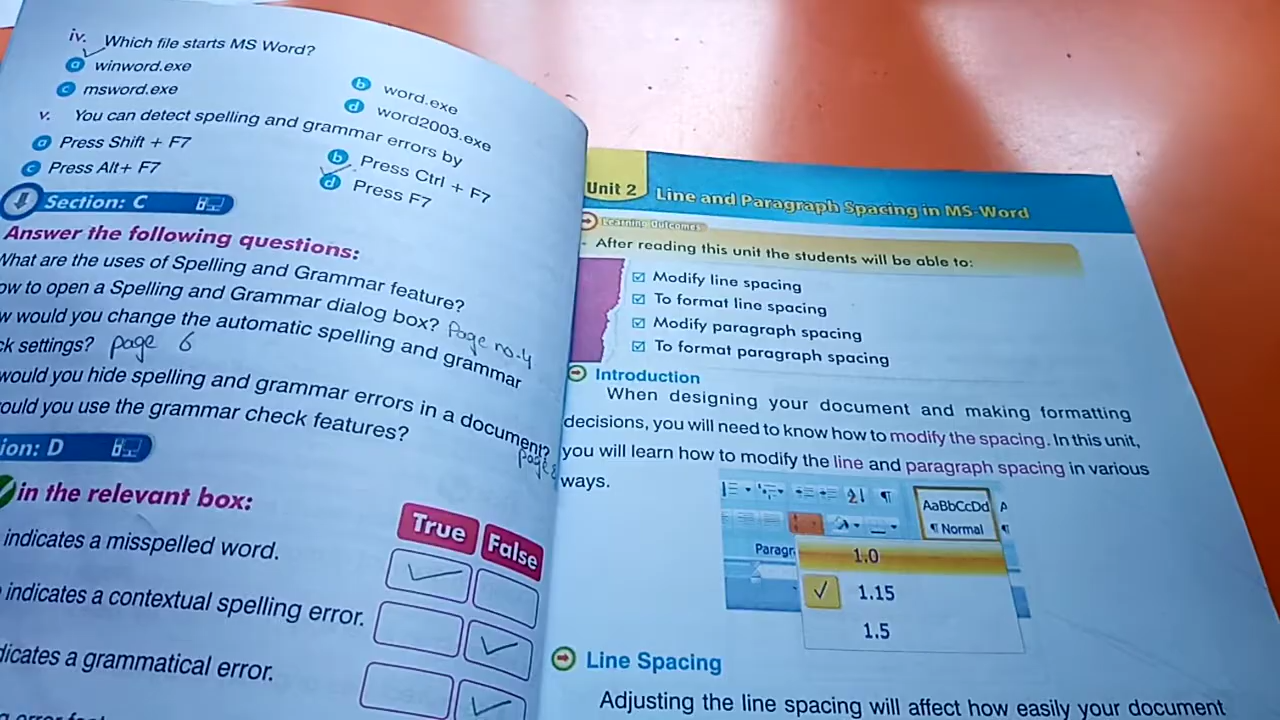 iv. Which file starts MS Word?
a winword.exe
b word.exe
c msword.exe
d word2003.exe
v. You can detect spelling and grammar errors by
a Press Shift + F7
b Press Ctrl + F7
c Press Alt+ F7
d Press F7
Section: C
Answer the following questions:
What are the uses of Spelling and Grammar feature?
ow to open a Spelling and Grammar dialog box? Page no.4
w would you change the automatic spelling and grammar
ck settings? page 6
would you hide spelling and grammar errors in a document?
page
ould you use the grammar check features?
ion: D
in the relevant box:
True False
indicates a misspelled word.
indicates a contextual spelling error.
dicates a grammatical error.
Unit 2 Line and Paragraph Spacing in MS-Word
Learning Outcomes
After reading this unit the students will be able to:
Modify line spacing
To format line spacing
Modify paragraph spacing
To format paragraph spacing
Introduction
When designing your document and making formatting
decisions, you will need to know how to modify the spacing. In this unit,
you will learn how to modify the line and paragraph spacing in various
ways.
AaBbCcDd A
¶ Normal
Paragr
1.0
1.15
1.5
Line Spacing
Adjusting the line spacing will affect how easily your document